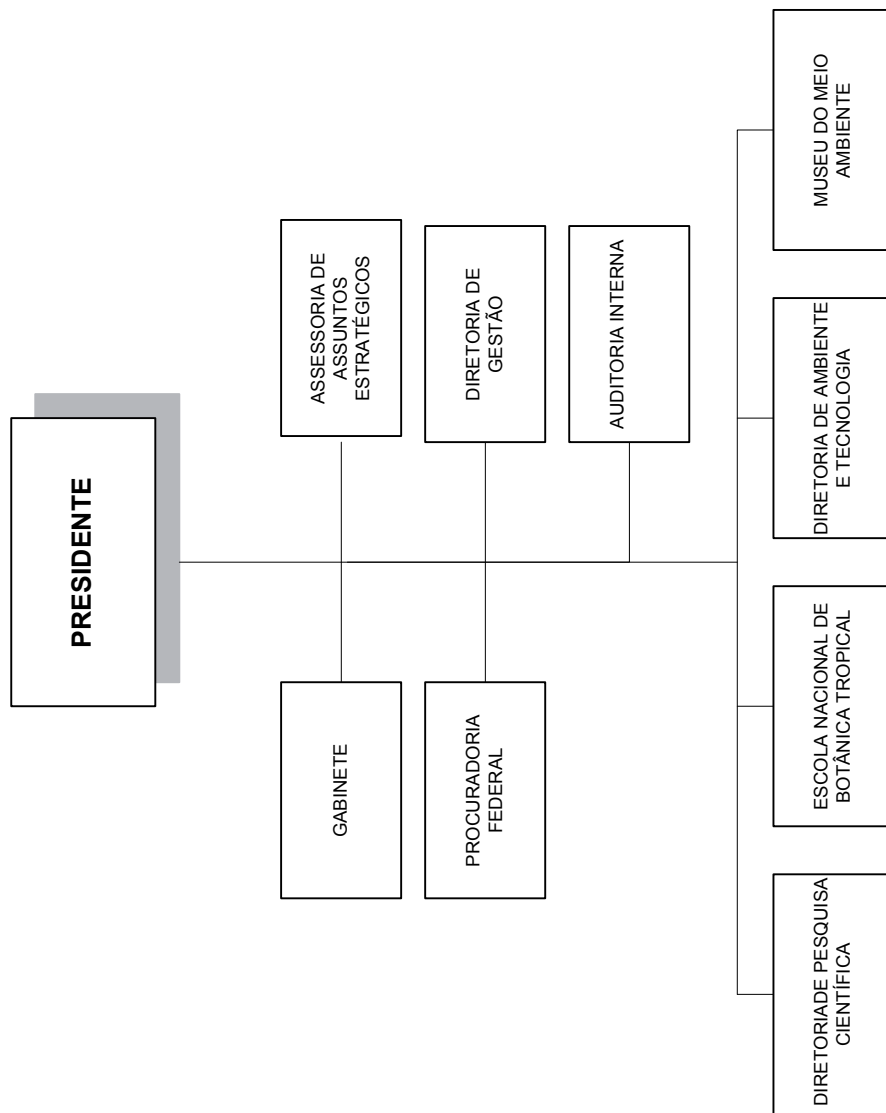 PRESIDENTE
GABINETE
ASSESSORIA DE
ASSUNTOS
ESTRATÉGICOS
PROCURADORIA
FEDERAL
DIRETORIA DE
GESTÃO
AUDITORIA INTERNA
DIRETORIADE PESQUISA
CIENTÍFICA
ESCOLA NACIONAL DE
BOTÂNICA TROPICAL
DIRETORIA DE AMBIENTE
E TECNOLOGIA
MUSEU DO MEIO
AMBIENTE